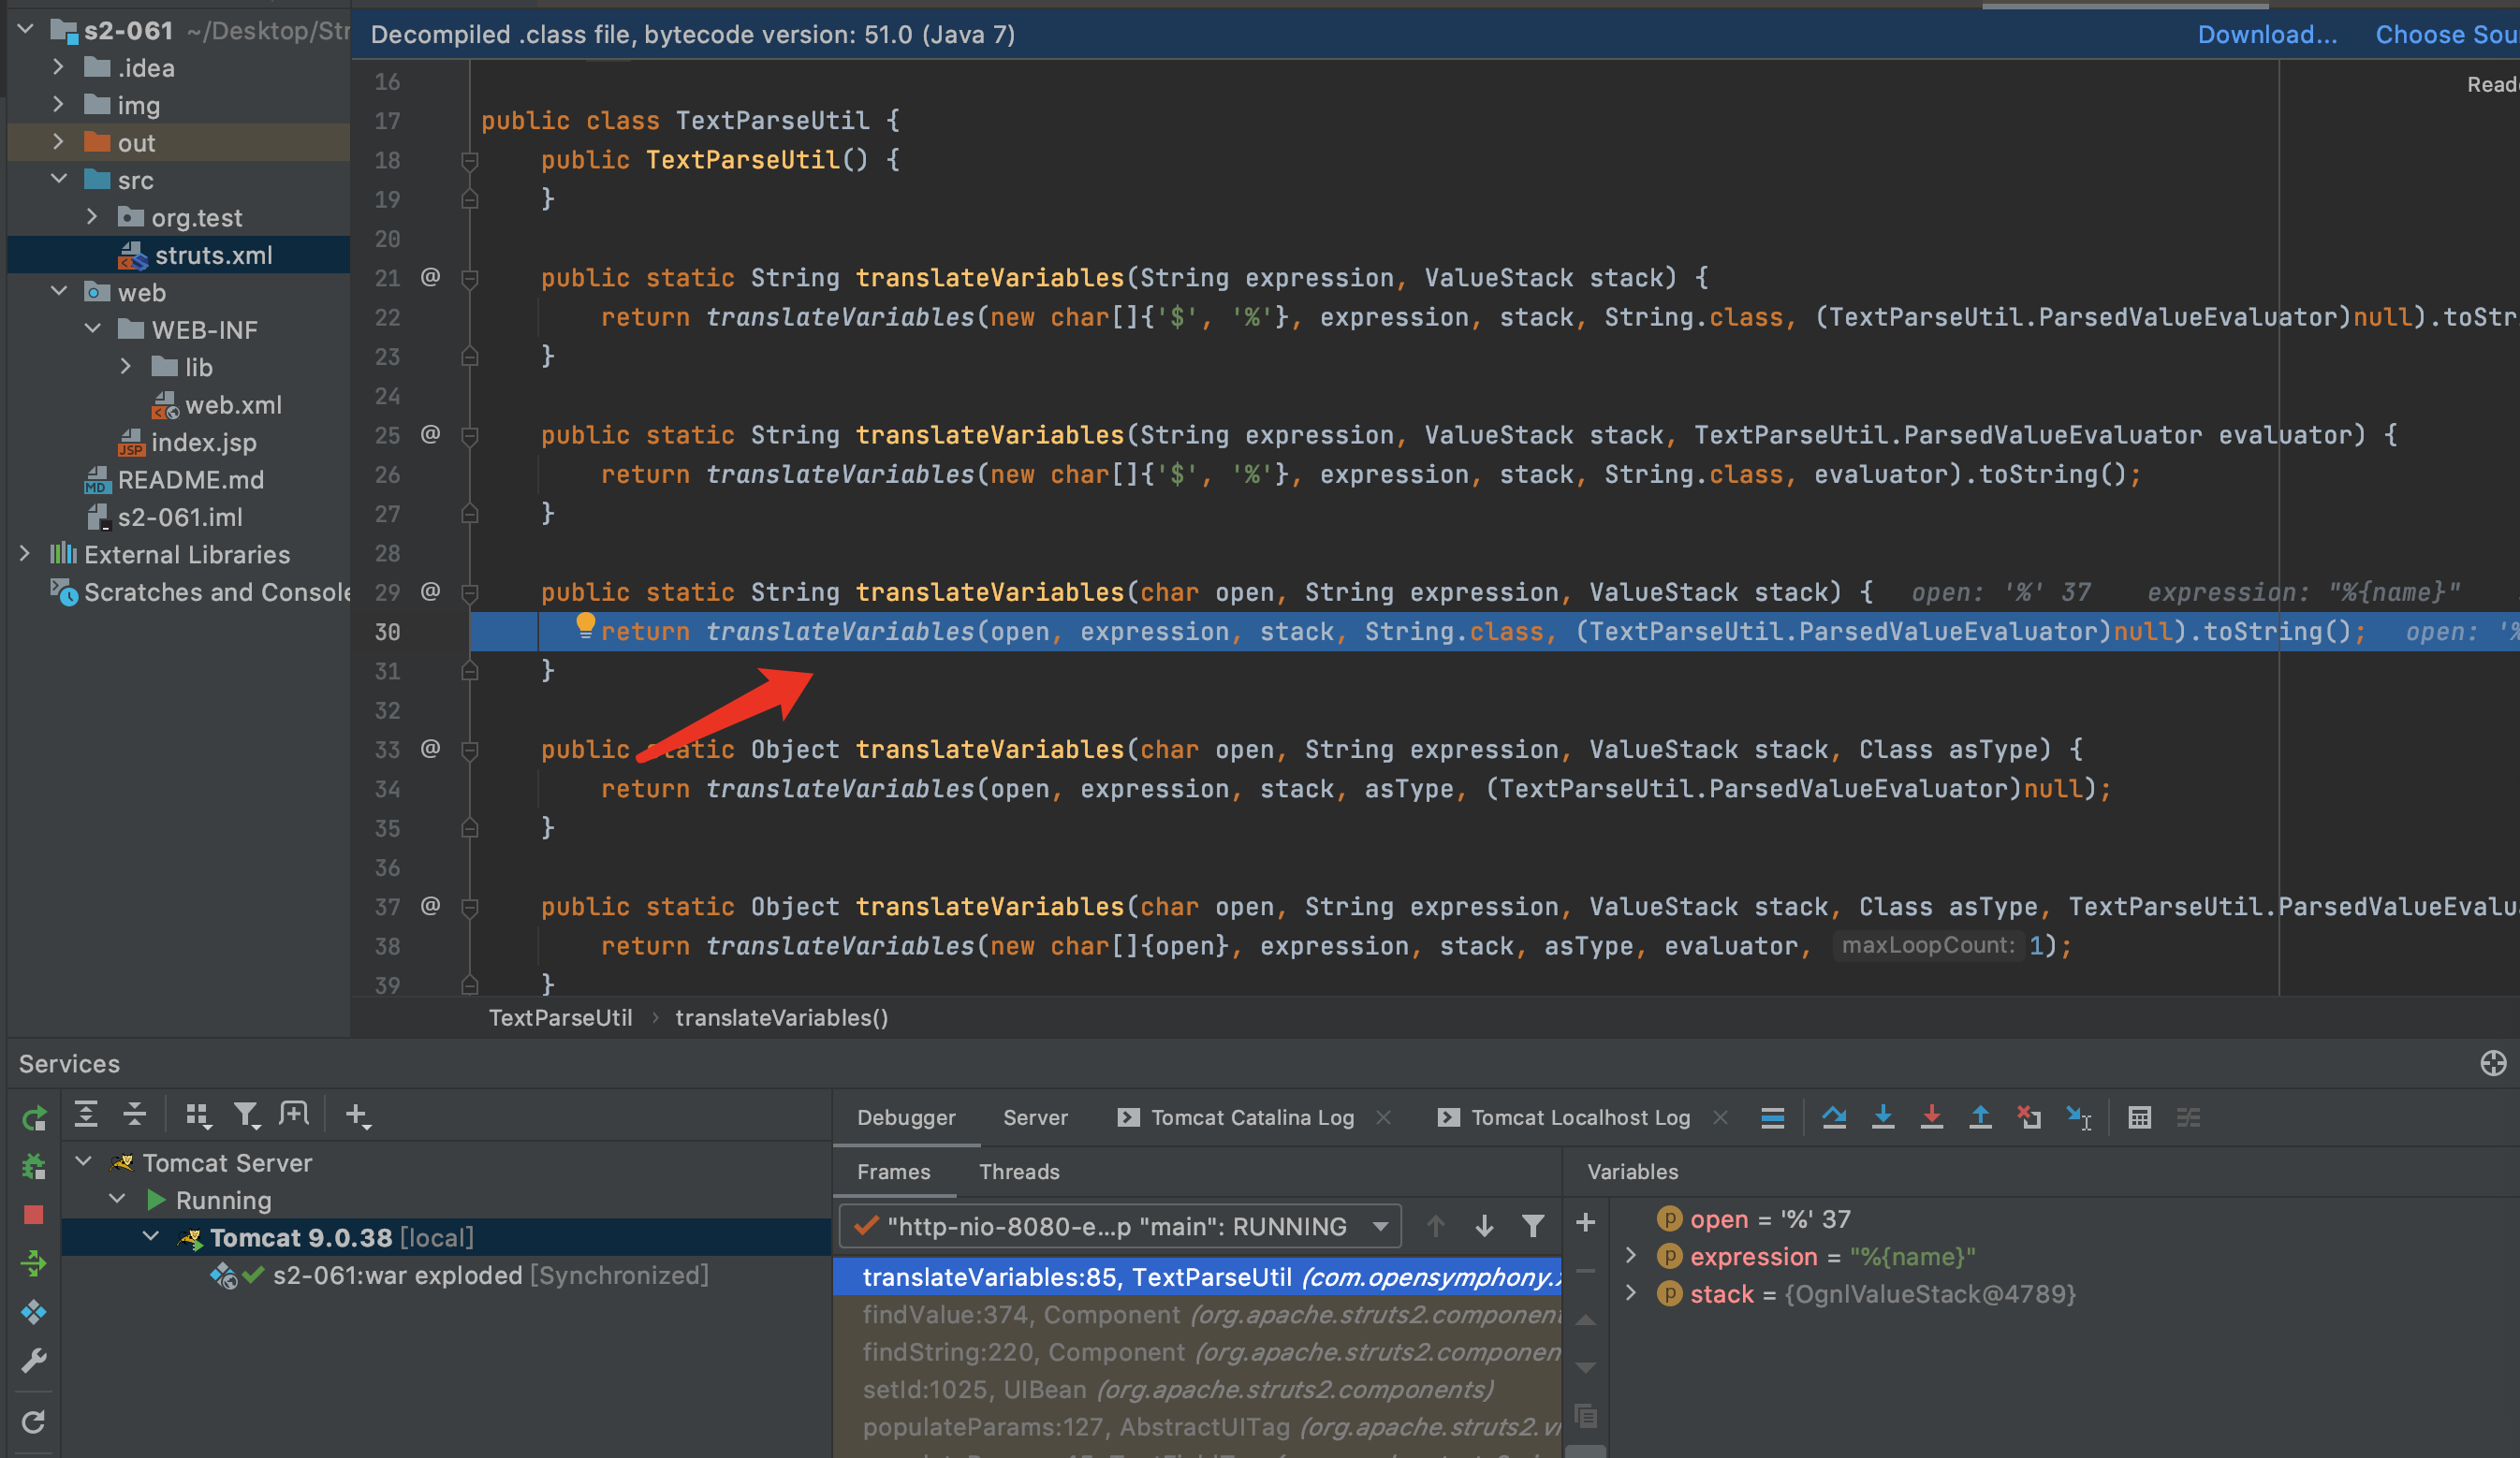 s2-061 ~/Desktop/Str
.idea
img
out
src
org.test
struts.xml
web
WEB-INF
lib
web.xml
index.jsp
README.md
s2-061.iml
External Libraries
Scratches and Console
Decompiled .class file, bytecode version: 51.0 (Java 7)
Download...
Choose Sou
Read
16
17 public class TextParseUtil {
18 public TextParseUtil() {
19 }
20
21 @ public static String translateVariables(String expression, ValueStack stack) {
22 return translateVariables(new char[]{'$', '%'}, expression, stack, String.class, (TextParseUtil.ParsedValueEvaluator)null).toStr
23 }
24
25 @ public static String translateVariables(String expression, ValueStack stack, TextParseUtil.ParsedValueEvaluator evaluator) {
26 return translateVariables(new char[]{'$', '%'}, expression, stack, String.class, evaluator).toString();
27 }
28
29 @ public static String translateVariables(char open, String expression, ValueStack stack) { open: '%' 37 expression: "%{name}"
30 return translateVariables(open, expression, stack, String.class, (TextParseUtil.ParsedValueEvaluator)null).toString(); open: '%
31 }
32
33 @ public static Object translateVariables(char open, String expression, ValueStack stack, Class asType) {
34 return translateVariables(open, expression, stack, asType, (TextParseUtil.ParsedValueEvaluator)null);
35 }
36
37 @ public static Object translateVariables(char open, String expression, ValueStack stack, Class asType, TextParseUtil.ParsedValueEvalu
38 return translateVariables(new char[]{open}, expression, stack, asType, evaluator, maxLoopCount: 1);
39 }
TextParseUtil › translateVariables()
Services
Tomcat Server
Running
Tomcat 9.0.38 [local]
s2-061:war exploded [Synchronized]
Debugger Server Tomcat Catalina Log Tomcat Localhost Log
Frames Threads
"http-nio-8080-e...p "main": RUNNING
translateVariables:85, TextParseUtil (com.opensymphony.x
findValue:374, Component (org.apache.struts2.component
findString:220, Component (org.apache.struts2.componen
setId:1025, UIBean (org.apache.struts2.components)
populateParams:127, AbstractUITag (org.apache.struts2.vi
Variables
open = '%' 37
expression = "%{name}"
stack = {OgnlValueStack@4789}